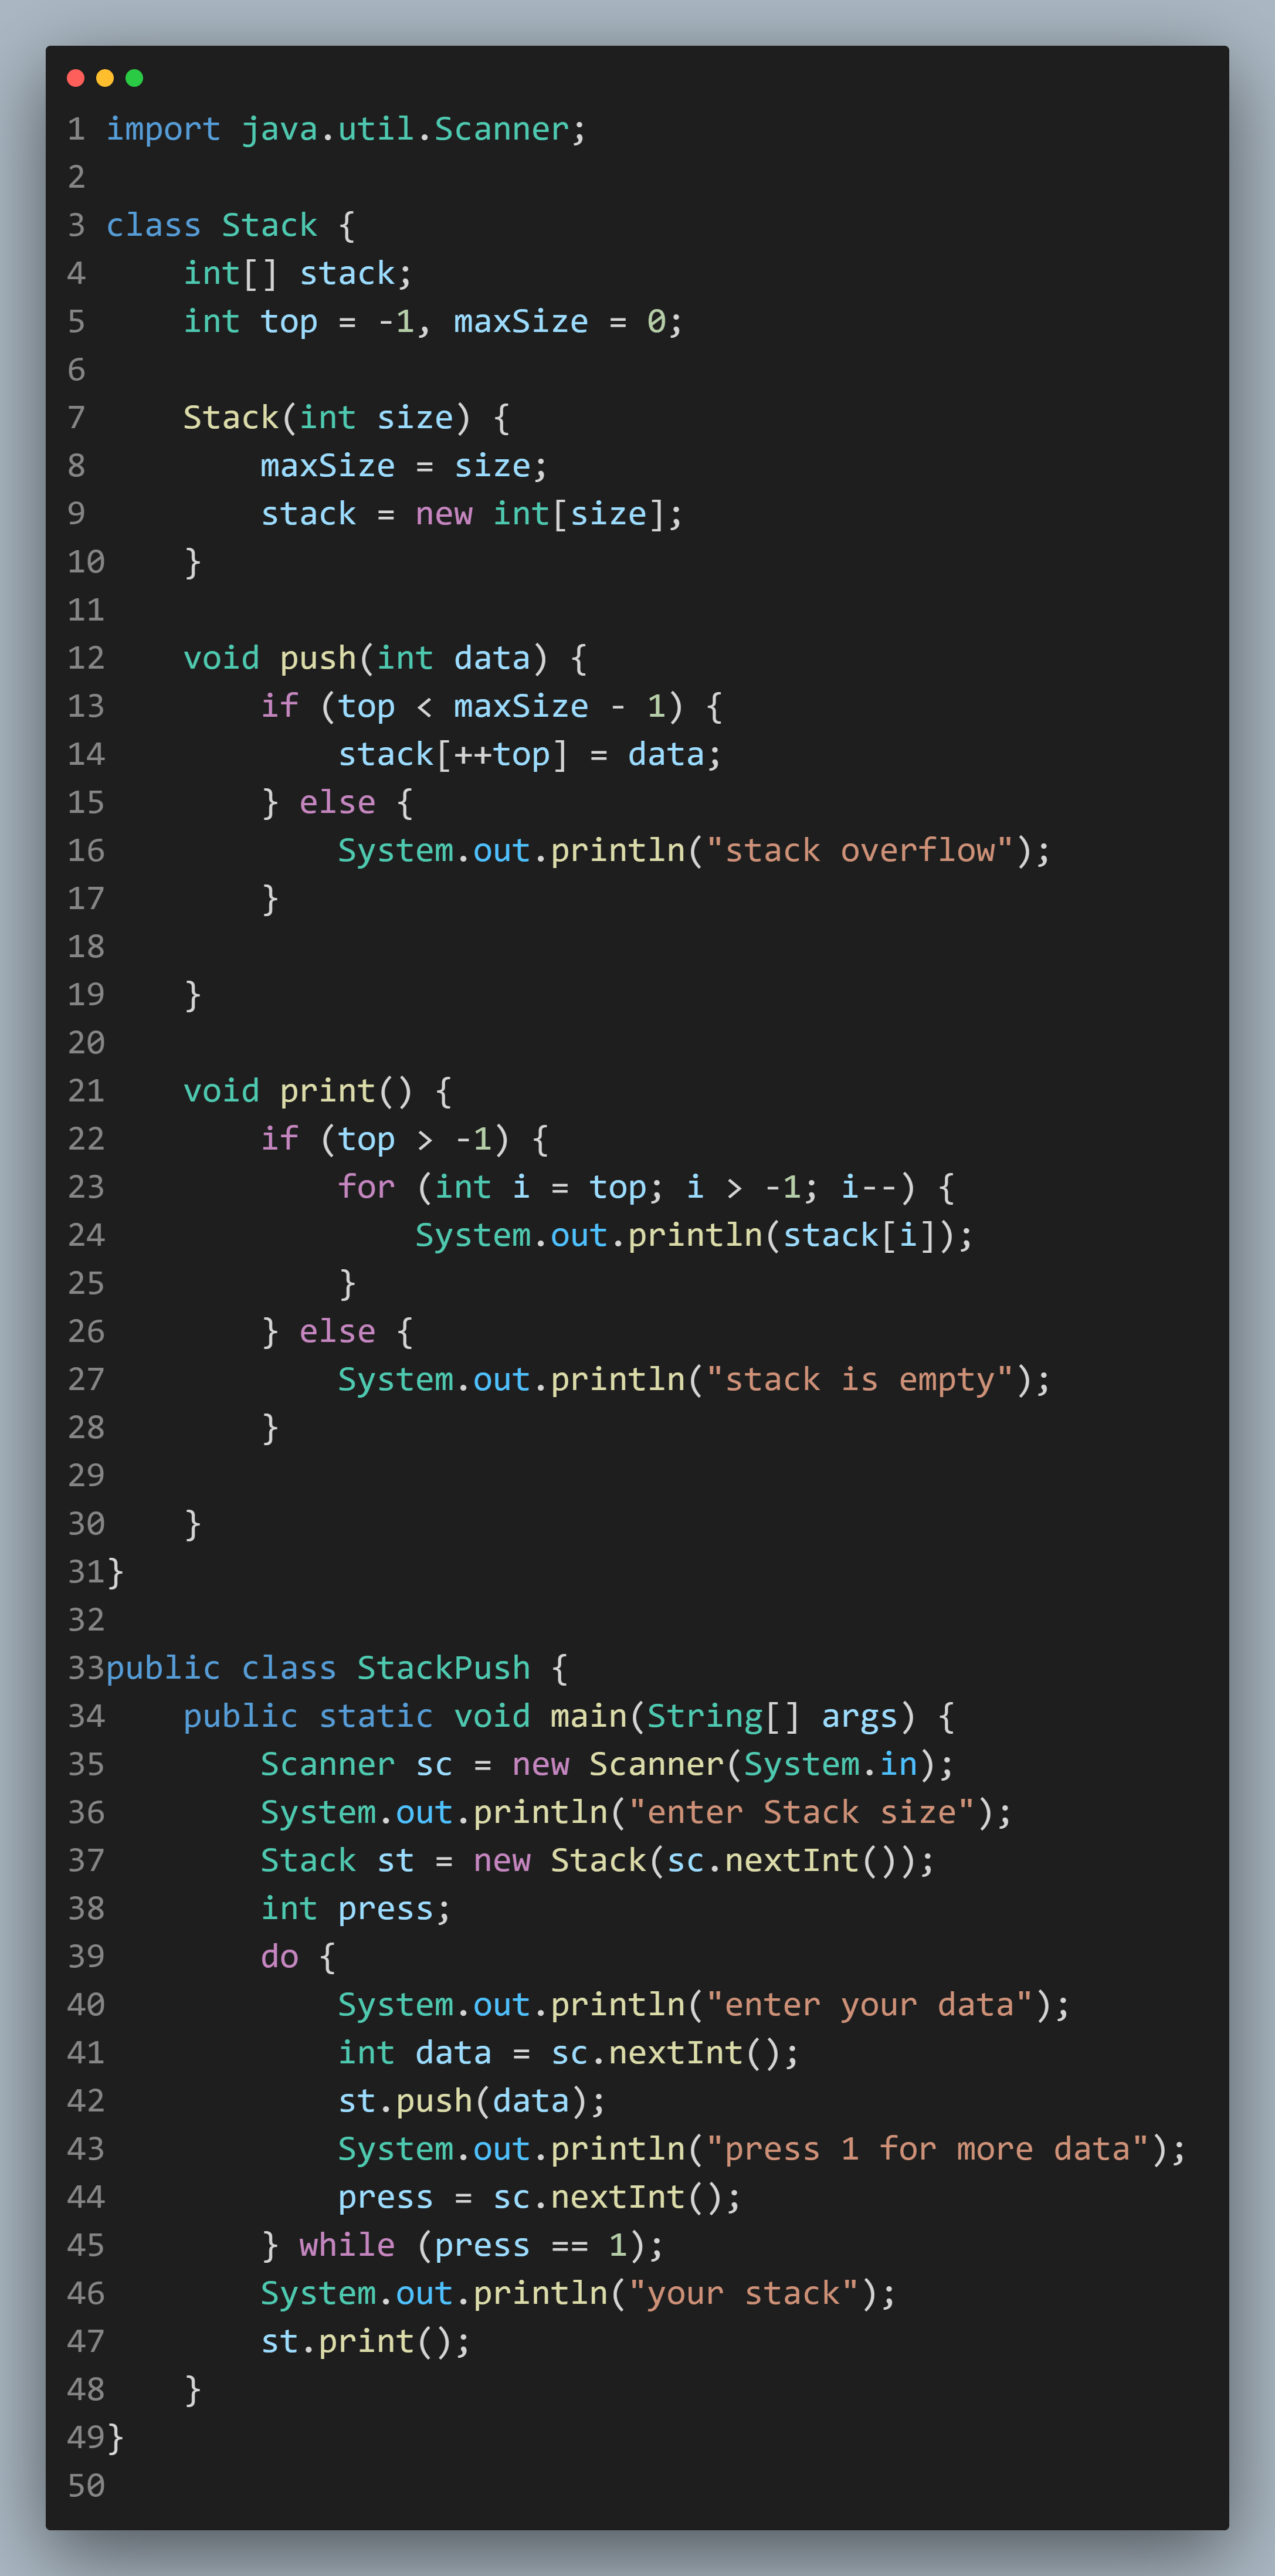 1 import java.util.Scanner;
2
3 class Stack {
4     int[] stack;
5     int top = -1, maxSize = 0;
6
7     Stack(int size) {
8         maxSize = size;
9         stack = new int[size];
10    }
11
12    void push(int data) {
13        if (top < maxSize - 1) {
14            stack[++top] = data;
15        } else {
16            System.out.println("stack overflow");
17        }
18
19    }
20
21    void print() {
22        if (top > -1) {
23            for (int i = top; i > -1; i--) {
24                System.out.println(stack[i]);
25            }
26        } else {
27            System.out.println("stack is empty");
28        }
29
30    }
31}
32
33public class StackPush {
34    public static void main(String[] args) {
35        Scanner sc = new Scanner(System.in);
36        System.out.println("enter Stack size");
37        Stack st = new Stack(sc.nextInt());
38        int press;
39        do {
40            System.out.println("enter your data");
41            int data = sc.nextInt();
42            st.push(data);
43            System.out.println("press 1 for more data");
44            press = sc.nextInt();
45        } while (press == 1);
46        System.out.println("your stack");
47        st.print();
48    }
49}
50